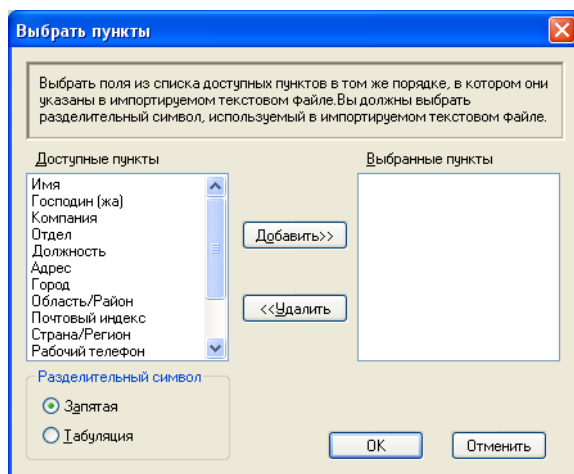 Выбрать пункты
Выбрать поля из списка доступных пунктов в том же порядке, в котором они
указаны в импортируемом текстовом файле.Вы должны выбрать
разделительный символ, используемый в импортируемом текстовом файле.
Доступные пункты
Выбранные пункты
Имя
Господин (жа)
Компания
Отдел
Должность
Адрес
Город
Область/Район
Почтовый индекс
Страна/Регион
Рабочий телефон
Добавить>>
<<Удалить
Разделительный символ
Запятая
Табуляция
OK
Отменить